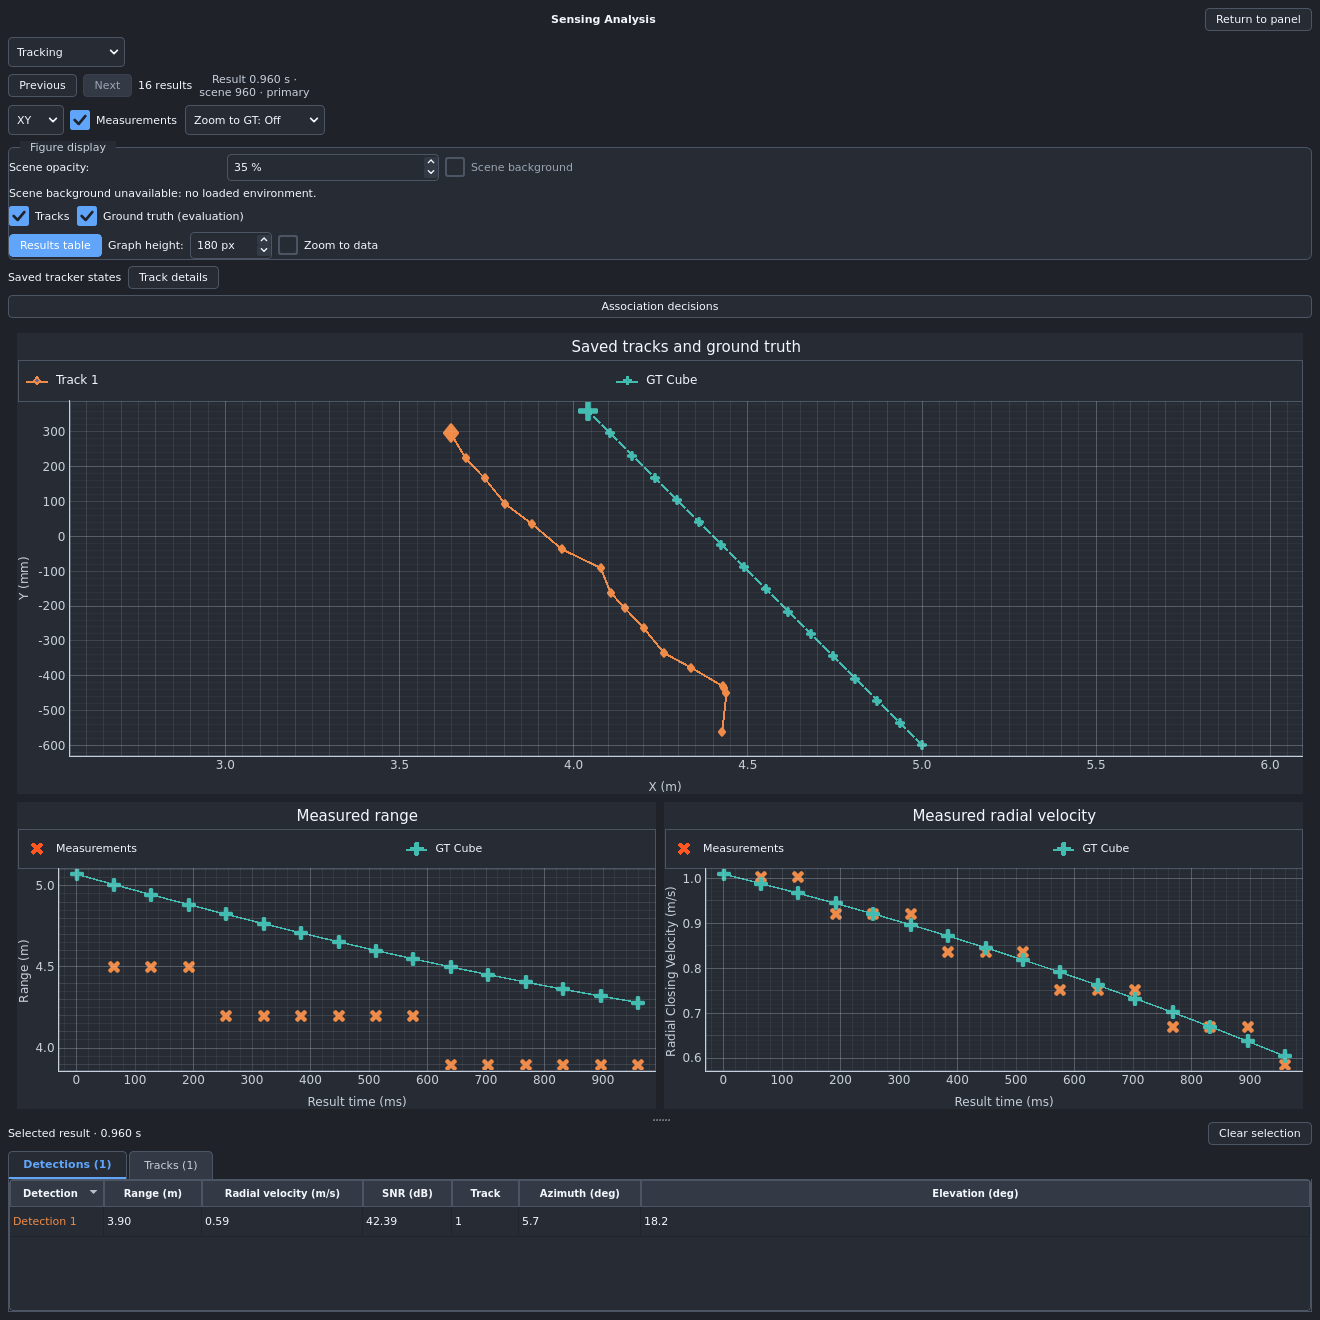 Sensing Analysis
Return to panel
Tracking
Previous
Next
16 results
Result 0.960 s ·
scene 960 · primary
XY
Measurements
Zoom to GT: Off
Figure display
Scene opacity:
35 %
Scene background
Scene background unavailable: no loaded environment.
Tracks
Ground truth (evaluation)
Results table
Graph height:
180 px
Zoom to data
Saved tracker states
Track details
Association decisions
Saved tracks and ground truth
Track 1
GT Cube
300
200
100
0
-100
-200
-300
-400
-500
-600
Y (mm)
3.0
3.5
4.0
4.5
5.0
5.5
6.0
X (m)
Measured range
Measurements
GT Cube
5.0
4.5
4.0
Range (m)
0
100
200
300
400
500
600
700
800
900
Result time (ms)
Measured radial velocity
Measurements
GT Cube
1.0
0.9
0.8
0.7
0.6
Radial Closing Velocity (m/s)
0
100
200
300
400
500
600
700
800
900
Result time (ms)
Selected result · 0.960 s
Clear selection
Detections (1)
Tracks (1)
Detection
Range (m)
Radial velocity (m/s)
SNR (dB)
Track
Azimuth (deg)
Elevation (deg)
Detection 1
3.90
0.59
42.39
1
5.7
18.2